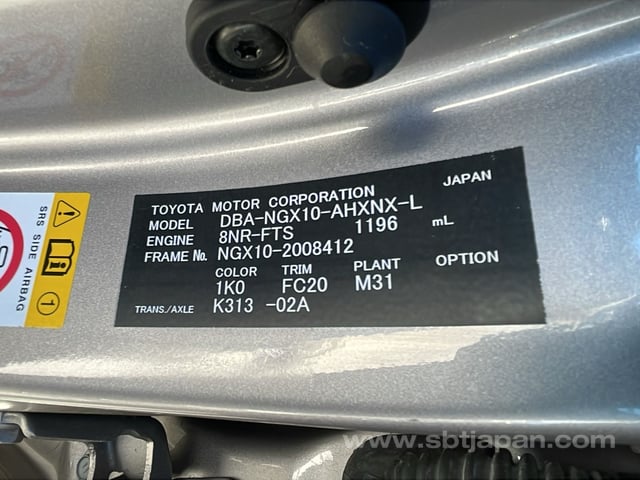 TOYOTA MOTOR CORPORATION JAPAN
MODEL DBA-NGX10-AHXNX-L
ENGINE 8NR-FTS 1196 mL
FRAME No. NGX10-2008412
COLOR TRIM PLANT OPTION
1K0 FC20 M31
TRANS./AXLE K313 -02A
SRS SIDE AIRBAG
1
www.sbtjapan.com